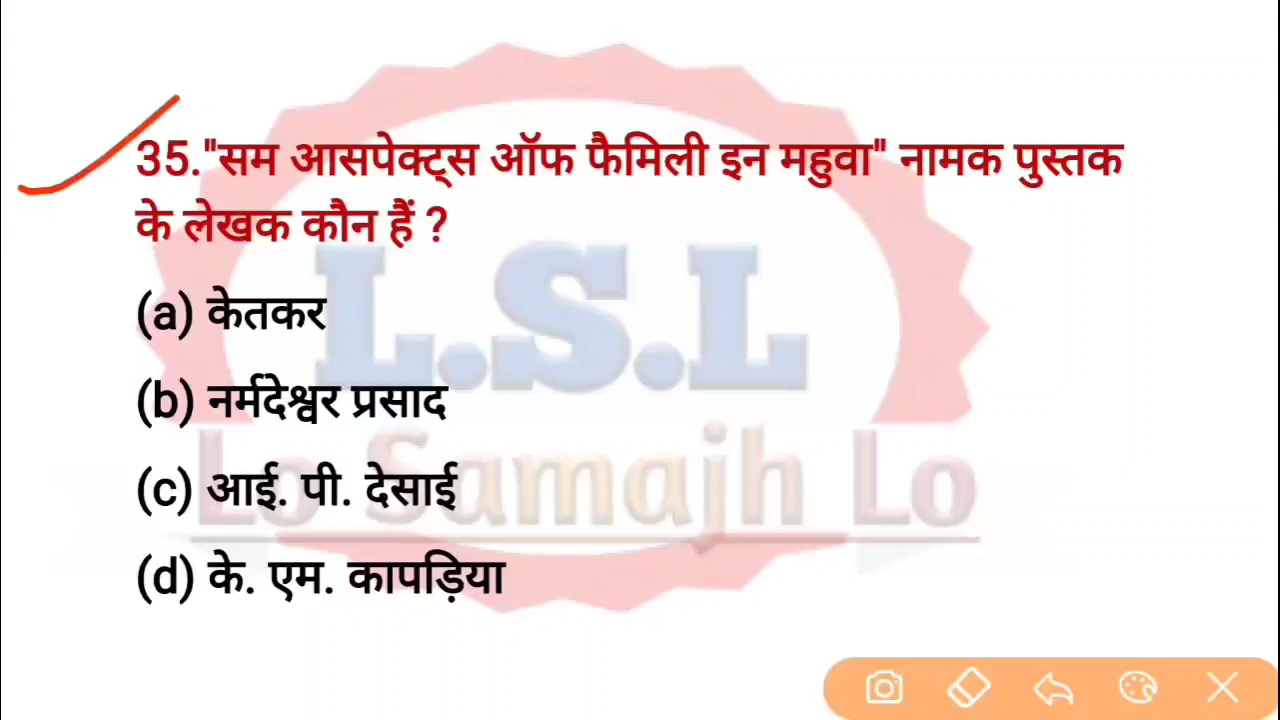 35."सम आसपेक्ट्स ऑफ फैमिली इन महुवा" नामक पुस्तक
के लेखक कौन हैं ?
(a) केतकर
(b) नर्मदेश्वर प्रसाद
(c) आई. पी. देसाई
(d) के. एम. कापड़िया
L.S.L
Lo Samajh Lo